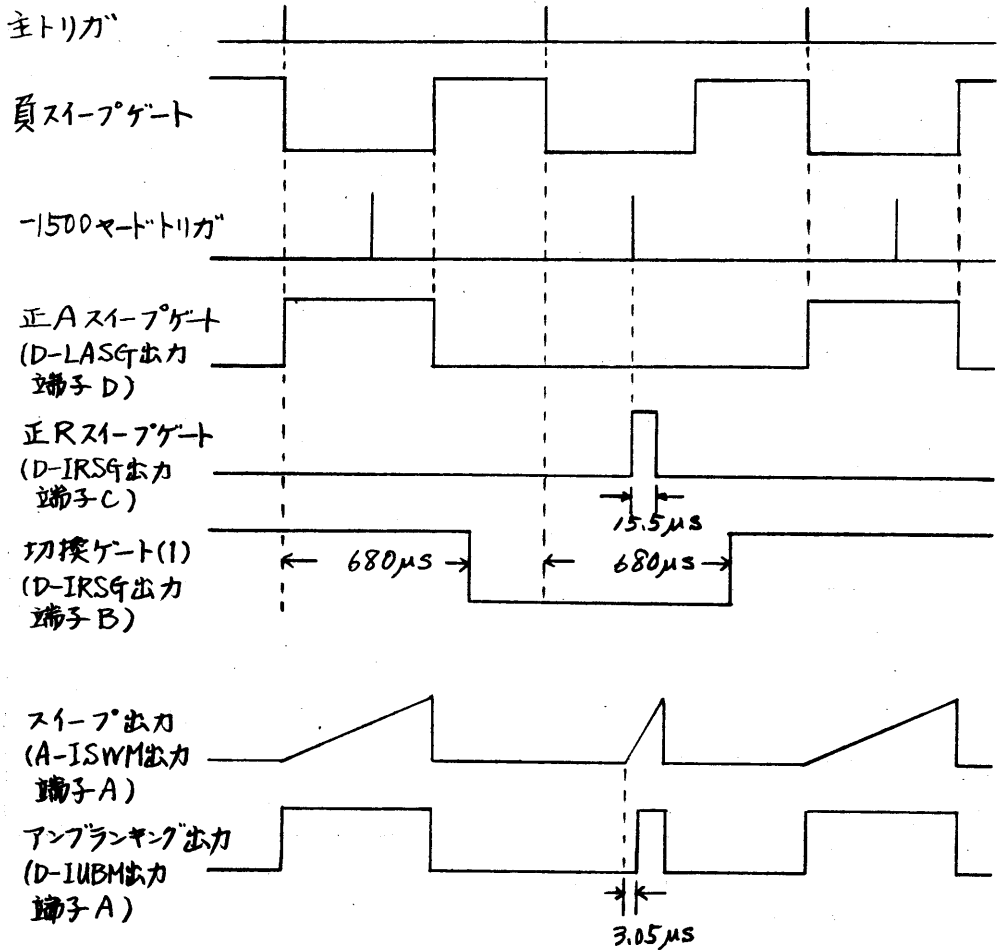 主トリガ
負スイープゲート
-1500ヤードトリガ
正Aスイープゲート
(D-LASG出力
端子D)
正Rスイープゲート
(D-IRSG出力
端子C)
15.5μs
切換ゲート(1)
(D-IRSG出力
端子B)
680μs
680μs
スイープ出力
(A-ISWM出力
端子A)
アンブランキング出力
(D-IUBM出力
端子A)
3.05μs